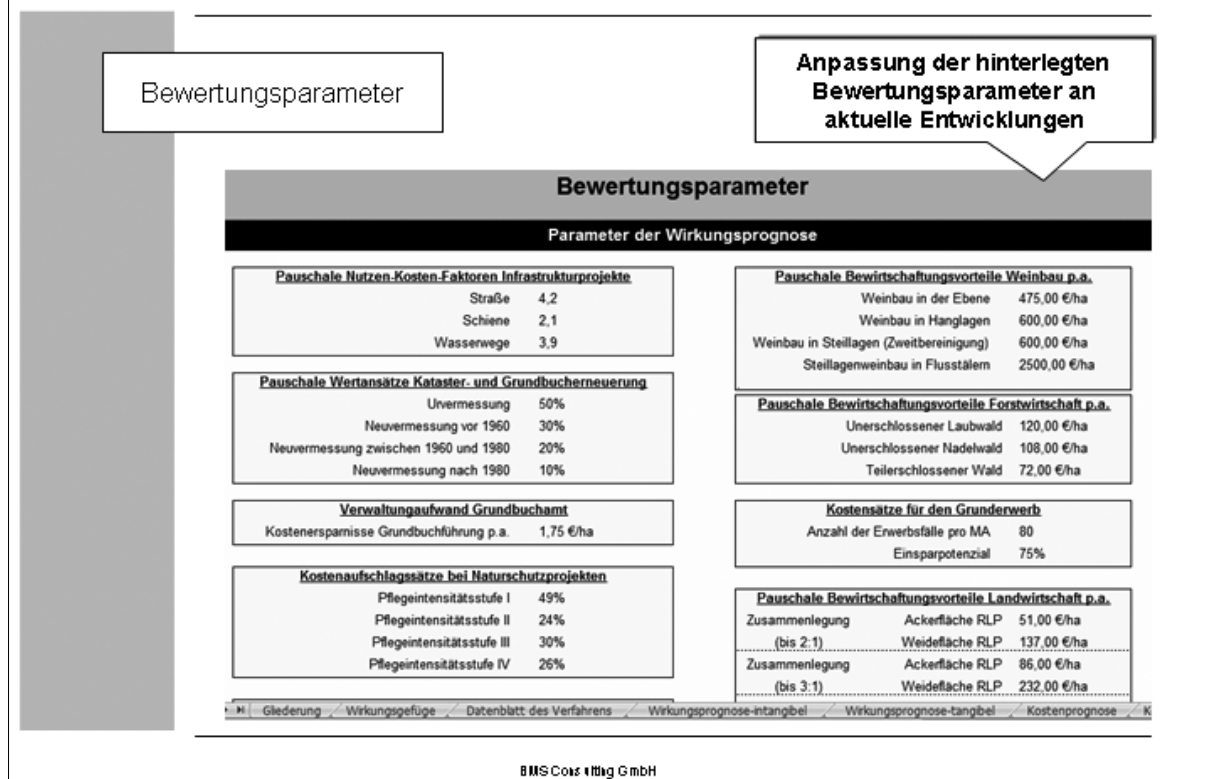 Bewertungsparameter
Anpassung der hinterlegten
Bewertungsparameter an
aktuelle Entwicklungen
Bewertungsparameter
Parameter der Wirkungsprognose
Pauschale Nutzen-Kosten-Faktoren Infrastrukturprojekte
Straße 4,2
Schiene 2,1
Wasserwege 3,9
Pauschale Wertansätze Kataster- und Grundbucherneuerung
Urvermessung 50%
Neuvermessung vor 1960 30%
Neuvermessung zwischen 1960 und 1980 20%
Neuvermessung nach 1980 10%
Verwaltungaufwand Grundbuchamt
Kostenersparnisse Grundbuchführung p.a. 1,75 €/ha
Kostenaufschlagssätze bei Naturschutzprojekten
Pflegeintensitätsstufe I 49%
Pflegeintensitätsstufe II 24%
Pflegeintensitätsstufe III 30%
Pflegeintensitätsstufe IV 26%
Pauschale Bewirtschaftungsvorteile Weinbau p.a.
Weinbau in der Ebene 475,00 €/ha
Weinbau in Hanglagen 600,00 €/ha
Weinbau in Steillagen (Zweitbereinigung) 600,00 €/ha
Steillagenweinbau in Flusstälern 2500,00 €/ha
Pauschale Bewirtschaftungsvorteile Forstwirtschaft p.a.
Unerschlossener Laubwald 120,00 €/ha
Unerschlossener Nadelwald 108,00 €/ha
Teilerschlossener Wald 72,00 €/ha
Kostensätze für den Grunderwerb
Anzahl der Erwerbsfälle pro MA 80
Einsparpotenzial 75%
Pauschale Bewirtschaftungsvorteile Landwirtschaft p.a.
Zusammenlegung Ackerfläche RLP 51,00 €/ha
(bis 2:1) Weidefläche RLP 137,00 €/ha
Zusammenlegung Ackerfläche RLP 86,00 €/ha
(bis 3:1) Weidefläche RLP 232,00 €/ha
Gliederung Wirkungsgefüge Datenblatt des Verfahrens Wirkungsprognose-intangibel Wirkungsprognose-tangibel Kostenprognose K
BMS Consulting GmbH